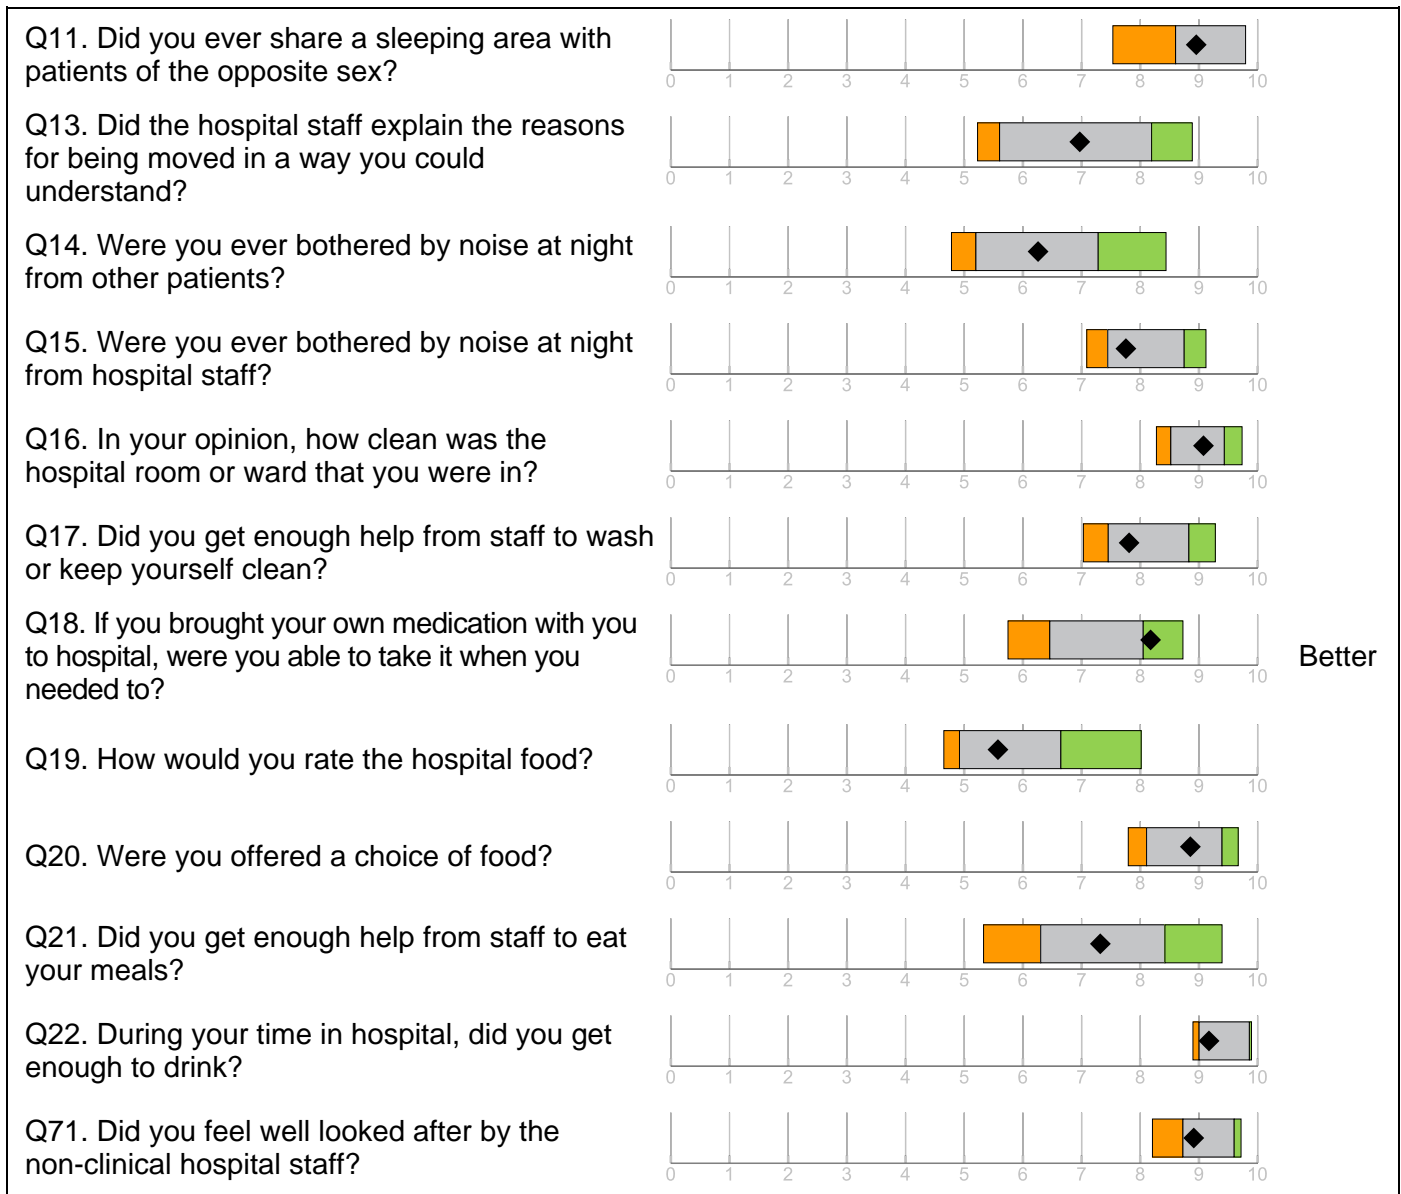 Q11. Did you ever share a sleeping area with
patients of the opposite sex?
0 1 2 3 4 5 6 7 8 9 10
Q13. Did the hospital staff explain the reasons
for being moved in a way you could
understand?
0 1 2 3 4 5 6 7 8 9 10
Q14. Were you ever bothered by noise at night
from other patients?
0 1 2 3 4 5 6 7 8 9 10
Q15. Were you ever bothered by noise at night
from hospital staff?
0 1 2 3 4 5 6 7 8 9 10
Q16. In your opinion, how clean was the
hospital room or ward that you were in?
0 1 2 3 4 5 6 7 8 9 10
Q17. Did you get enough help from staff to wash
or keep yourself clean?
0 1 2 3 4 5 6 7 8 9 10
Q18. If you brought your own medication with you
to hospital, were you able to take it when you
needed to?
0 1 2 3 4 5 6 7 8 9 10
Better
Q19. How would you rate the hospital food?
0 1 2 3 4 5 6 7 8 9 10
Q20. Were you offered a choice of food?
0 1 2 3 4 5 6 7 8 9 10
Q21. Did you get enough help from staff to eat
your meals?
0 1 2 3 4 5 6 7 8 9 10
Q22. During your time in hospital, did you get
enough to drink?
0 1 2 3 4 5 6 7 8 9 10
Q71. Did you feel well looked after by the
non-clinical hospital staff?
0 1 2 3 4 5 6 7 8 9 10